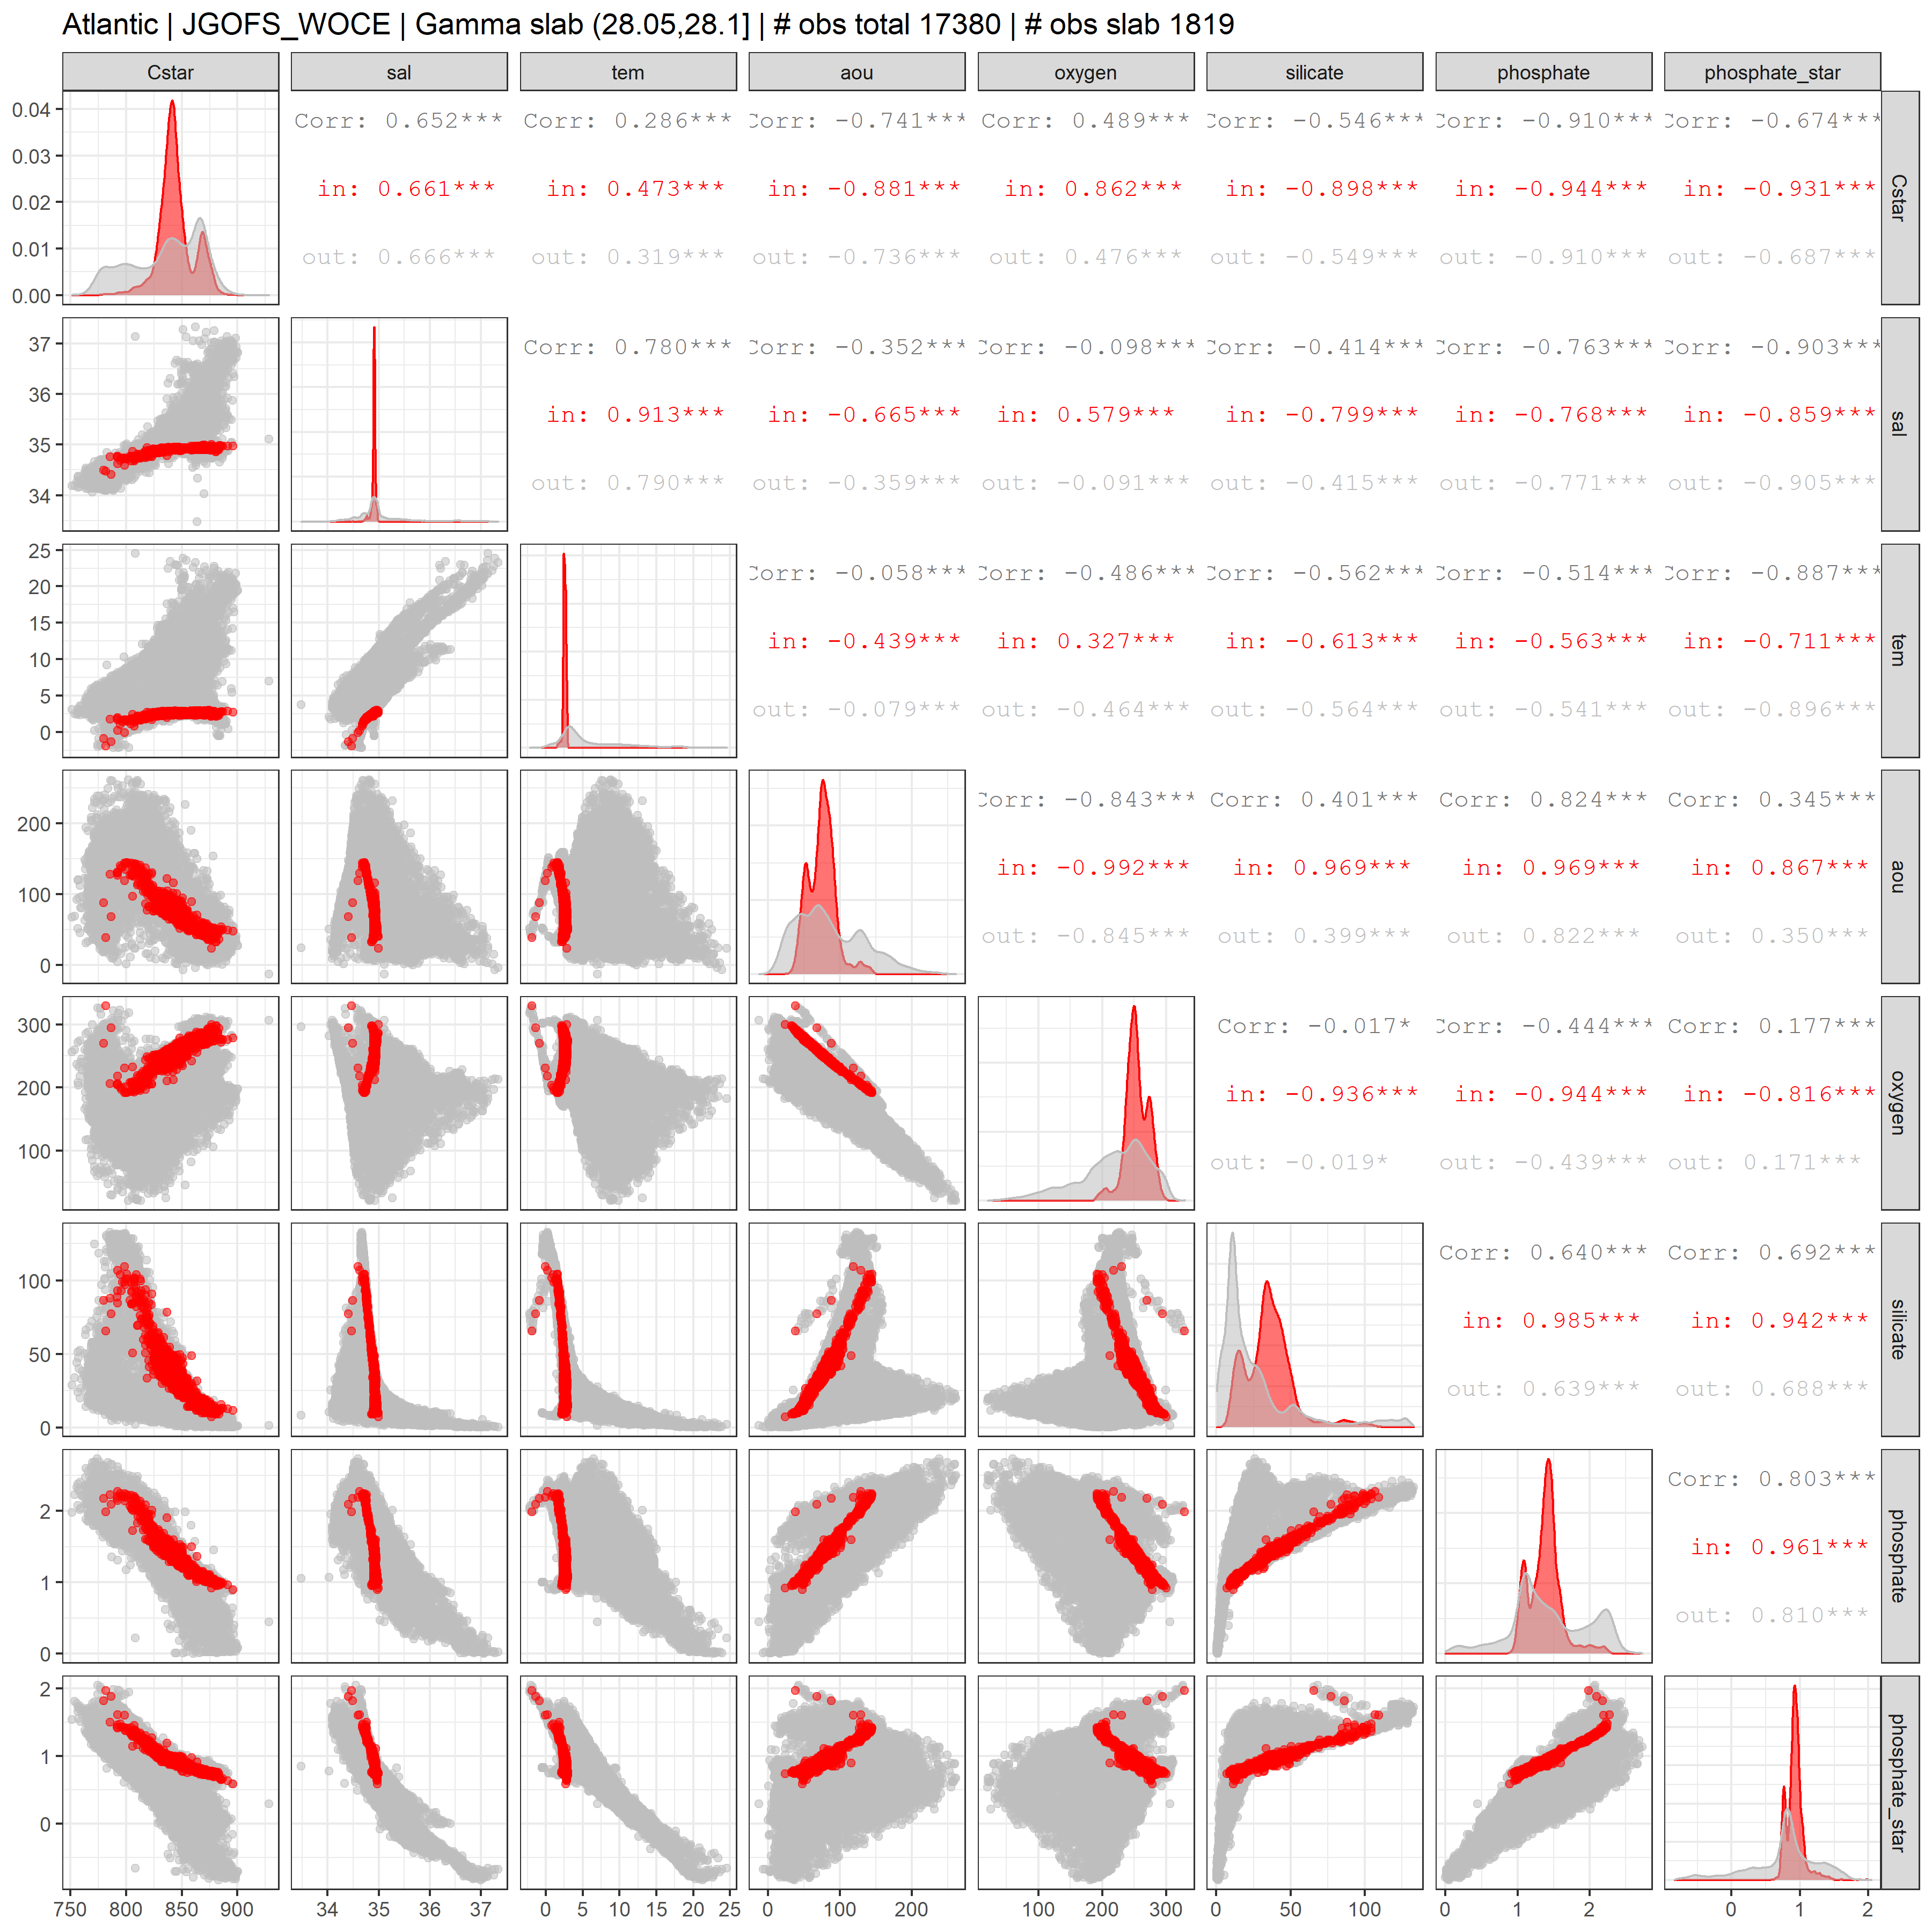 Atlantic | JGOFS_WOCE | Gamma slab (28.05,28.1] | # obs total 17380 | # obs slab 1819
Cstar sal tem aou oxygen silicate phosphate phosphate_star
0.04
0.03
0.02
0.01
0.00
Corr: 0.652*** Corr: 0.286*** Corr: -0.741*** Corr: 0.489*** Corr: -0.546*** Corr: -0.910*** Corr: -0.674***
in: 0.661*** in: 0.473*** in: -0.881*** in: 0.862*** in: -0.898*** in: -0.944*** in: -0.931***
out: 0.666*** out: 0.319*** out: -0.736*** out: 0.476*** out: -0.549*** out: -0.910*** out: -0.687***
Cstar
37
36
35
34
Corr: 0.780*** Corr: -0.352*** Corr: -0.098*** Corr: -0.414*** Corr: -0.763*** Corr: -0.903***
in: 0.913*** in: -0.665*** in: 0.579*** in: -0.799*** in: -0.768*** in: -0.859***
out: 0.790*** out: -0.359*** out: -0.091*** out: -0.415*** out: -0.771*** out: -0.905***
sal
25
20
15
10
5
0
Corr: -0.058*** Corr: -0.486*** Corr: -0.562*** Corr: -0.514*** Corr: -0.887***
in: -0.439*** in: 0.327*** in: -0.613*** in: -0.563*** in: -0.711***
out: -0.079*** out: -0.464*** out: -0.564*** out: -0.541*** out: -0.896***
tem
200
100
0
Corr: -0.843*** Corr: 0.401*** Corr: 0.824*** Corr: 0.345***
in: -0.992*** in: 0.969*** in: 0.969*** in: 0.867***
out: -0.845*** out: 0.399*** out: 0.822*** out: 0.350***
aou
300
200
100
Corr: -0.017* Corr: -0.444*** Corr: 0.177***
in: -0.936*** in: -0.944*** in: -0.816***
out: -0.019* out: -0.439*** out: 0.171***
oxygen
100
50
0
Corr: 0.640*** Corr: 0.692***
in: 0.985*** in: 0.942***
out: 0.639*** out: 0.688***
silicate
2
1
0
Corr: 0.803***
in: 0.961***
out: 0.810***
phosphate
2
1
0
phosphate_star
750 800 850 900 34 35 36 37 0 5 10 15 20 25 0 100 200 100 200 300 0 50 100 0 1 2 0 1 2